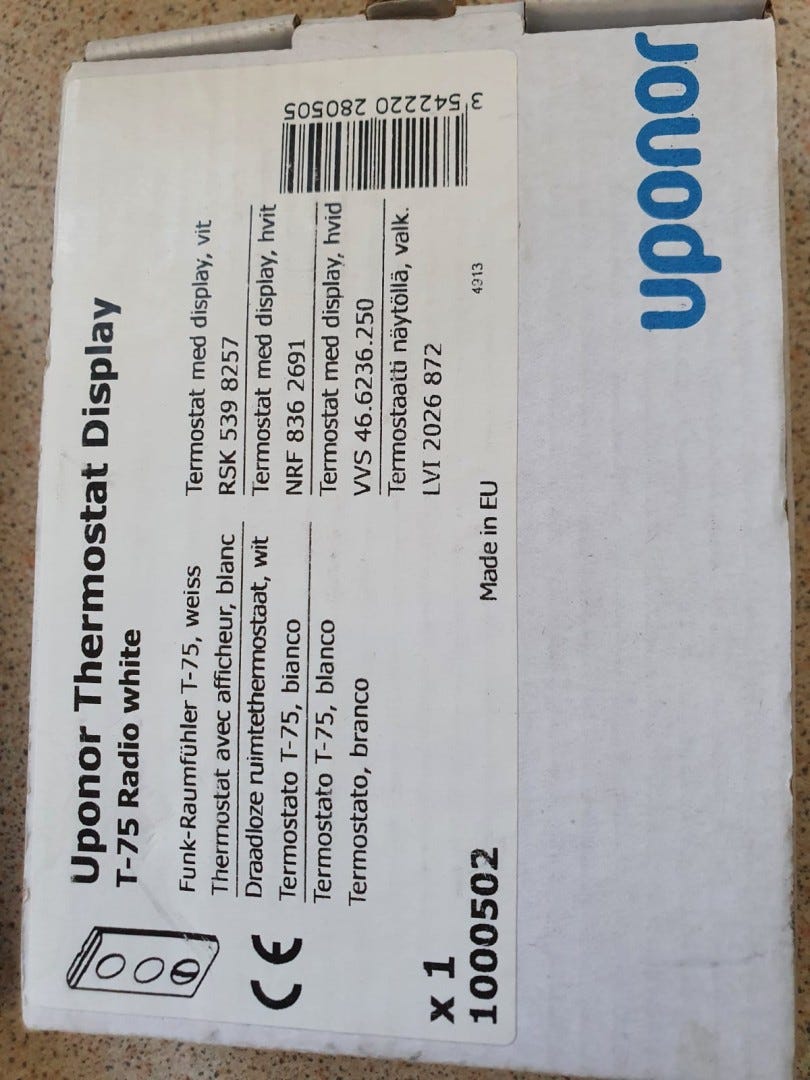 Uponor Thermostat Display
T-75 Radio white
Funk-Raumfühler T-75, weiss
Thermostat avec afficheur, blanc
Draadloze ruimtethermostaat, wit
Termostato T-75, bianco
Termostato T-75, blanco
Termostato, branco
Termostat med display, vit
RSK 539 8257
Termostat med display, hvit
NRF 836 2691
Termostat med display, hvid
VVS 46.6236.250
Termostaatti näytöllä, valk.
LVI 2026 872
3 542220 280505
CE
x 1
1000502
Made in EU
4913
uponor